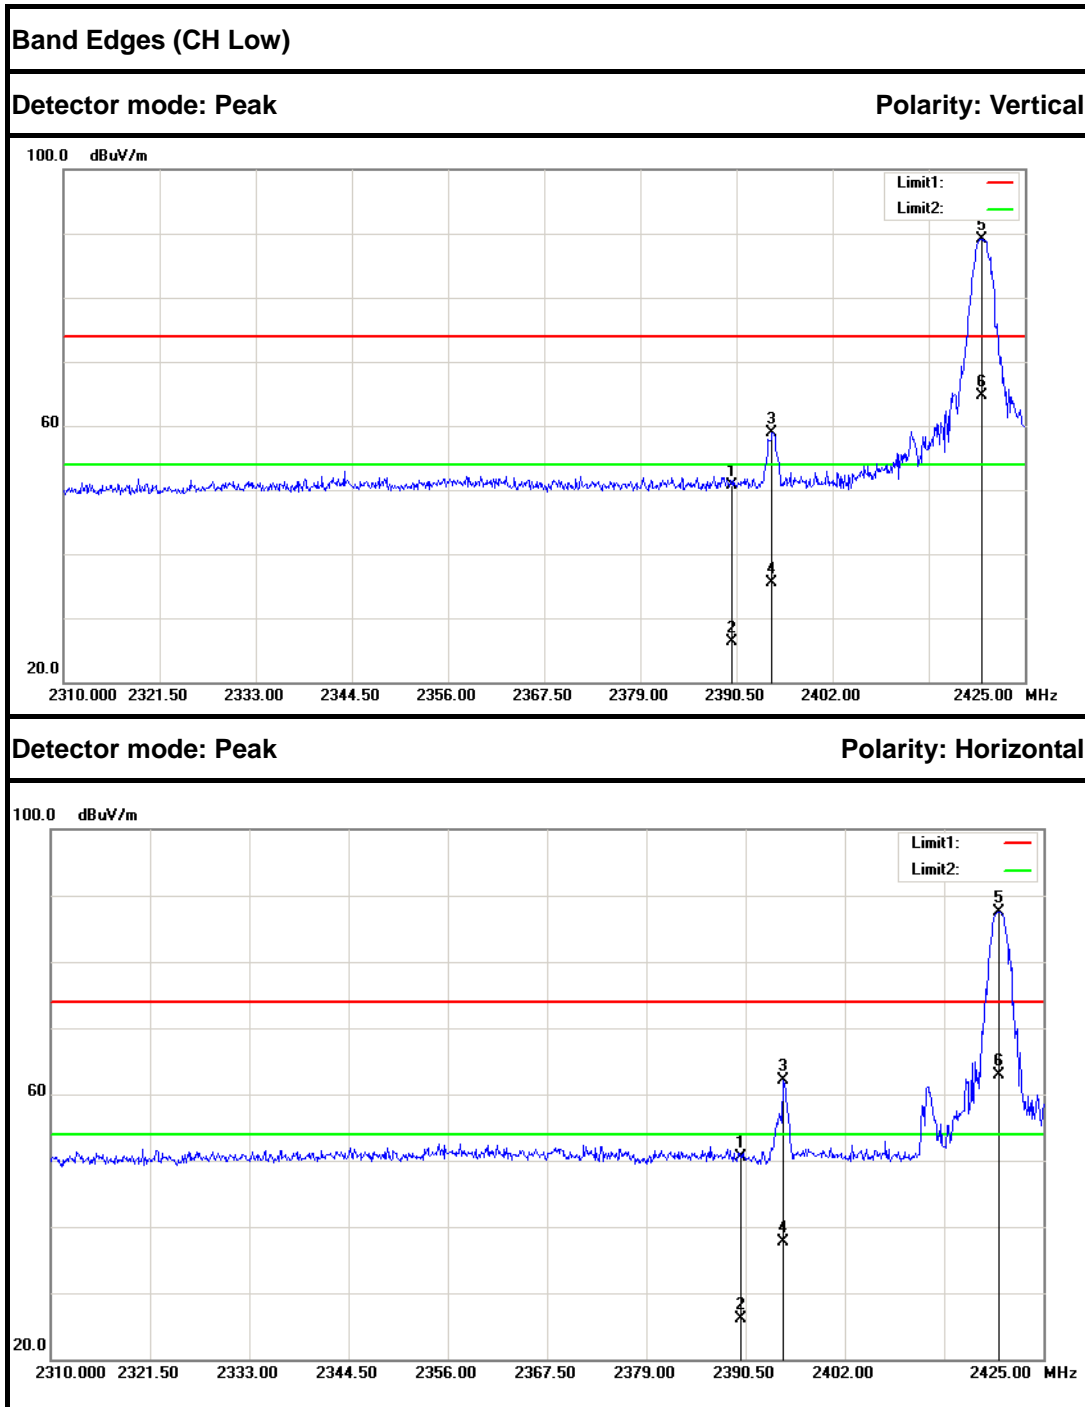 Band Edges (CH Low)
Detector mode: Peak Polarity: Vertical
100.0 dBuV/m
Limit1:
Limit2:
5
6
60
3
1
4
2
20.0
2310.000 2321.50 2333.00 2344.50 2356.00 2367.50 2379.00 2390.50 2402.00 2425.00 MHz
Detector mode: Peak Polarity: Horizontal
100.0 dBuV/m
Limit1:
Limit2:
5
3
6
60
1
4
2
20.0
2310.000 2321.50 2333.00 2344.50 2356.00 2367.50 2379.00 2390.50 2402.00 2425.00 MHz